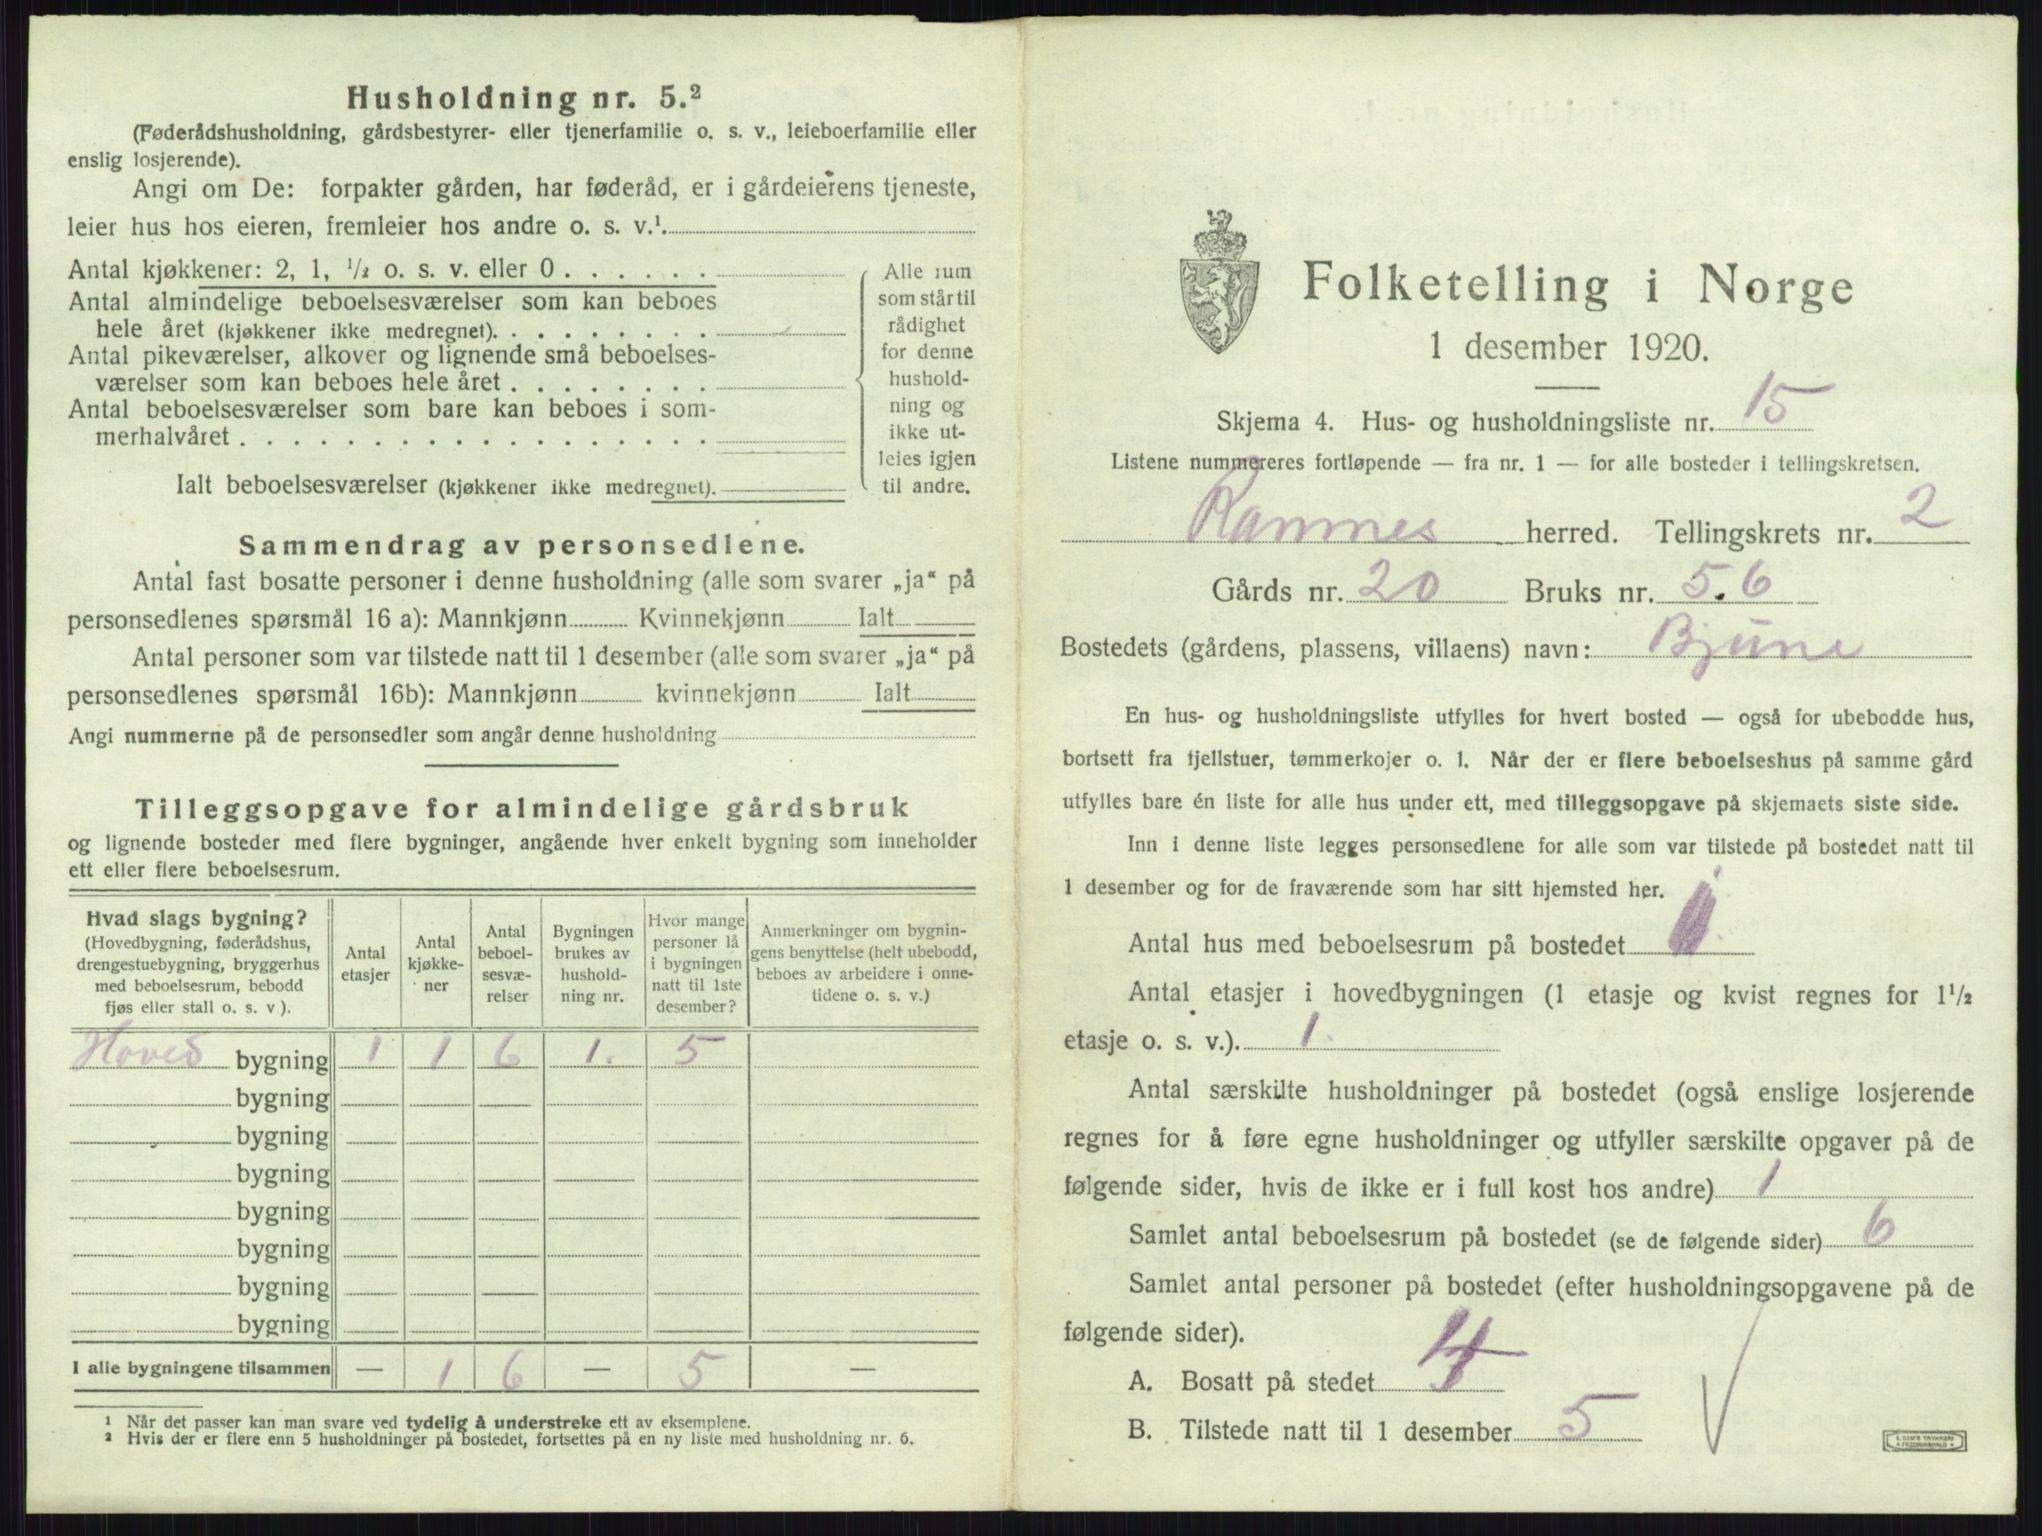 Husholdning nr. 5.²
(Føderådshusholdning, gårdsbestyrer- eller tjenerfamilie o. s. v., leieboerfamilie eller
enslig losjerende).
Angi om De: forpakter gården, har føderåd, er i gårdeierens tjeneste,
leier hus hos eieren, fremleier hos andre o. s. v.¹.
Antal kjøkkener: 2, 1, ½ o. s. v. eller 0 . . . . . .
Antal almindelige beboelsesværelser som kan beboes
hele året (kjøkkener ikke medregnet). . . . . . . . .
Antal pikeværelser, alkover og lignende små beboelses-
værelser som kan beboes hele året . . . . . . . .
Antal beboelsesværelser som bare kan beboes i som-
merhalvåret . . . . . . . . . . . . . . . . . .
Ialt beboelsesværelser (kjøkkener ikke medregnet).
Alle rum
som står til
rådighet
for denne
hushold-
ning og
ikke ut-
leies igjen
til andre.
Sammendrag av personsedlene.
Antal fast bosatte personer i denne husholdning (alle som svarer „ja“ på
personsedlenes spørsmål 16 a): Mannkjønn Kvinnekjønn Ialt
Antal personer som var tilstede natt til 1 desember (alle som svarer „ja“ på
personsedlenes spørsmål 16b): Mannkjønn kvinnekjønn Ialt
Angi nummerne på de personsedler som angår denne husholdning
Tilleggsopgave for almindelige gårdsbruk
og lignende bosteder med flere bygninger, angående hver enkelt bygning som inneholder
ett eller flere beboelsesrum.
Hvad slags bygning?
(Hovedbygning, føderådshus,
drengestuebygning, bryggerhus
med beboelsesrum, bebodd
fjøs eller stall o. s. v ).
Antal
etasjer
Antal
kjøkke-
ner
Antal
beboel-
sesvæ-
relser
Bygningen
brukes av
hushold-
ning nr.
Hvor mange
personer lå
i bygningen
natt til 1ste
desember?
Anmerkninger om bygnin-
gens benyttelse (helt ubebodd,
beboes av arbeidere i onne-
tidene o. s. v.)
Hoved bygning 1 1 6 1. 5
bygning
bygning
bygning
bygning
bygning
bygning
bygning
I alle bygningene tilsammen — 1 6 — 5 —
¹ Når det passer kan man svare ved tydelig å understreke ett av eksemplene.
² Hvis der er flere enn 5 husholdninger på bostedet, fortsettes på en ny liste med husholdning nr. 6.
Folketelling i Norge
1 desember 1920.
Skjema 4. Hus- og husholdningsliste nr. 15
Listene nummereres fortløpende — fra nr. 1 — for alle bosteder i tellingskretsen.
Ramnes herred. Tellingskrets nr. 2
Gårds nr. 20 Bruks nr. 5.6
Bostedets (gårdens, plassens, villaens) navn: Bjune
En hus- og husholdningsliste utfylles for hvert bosted — også for ubebodde hus,
bortsett fra fjellstuer, tømmerkojer o. l. Når der er flere beboelseshus på samme gård
utfylles bare én liste for alle hus under ett, med tilleggsopgave på skjemaets siste side.
Inn i denne liste legges personsedlene for alle som var tilstede på bostedet natt til
1 desember og for de fraværende som har sitt hjemsted her.
Antal hus med beboelsesrum på bostedet 1.
Antal etasjer i hovedbygningen (1 etasje og kvist regnes for 1½
etasje o. s. v.). 1.
Antal særskilte husholdninger på bostedet (også enslige losjerende
regnes for å føre egne husholdninger og utfyller særskilte opgaver på de
følgende sider, hvis de ikke er i full kost hos andre) 1
Samlet antal beboelsesrum på bostedet (se de følgende sider) 6
Samlet antal personer på bostedet (efter husholdningsopgavene på de
følgende sider).
A. Bosatt på stedet 4
B. Tilstede natt til 1 desember 5